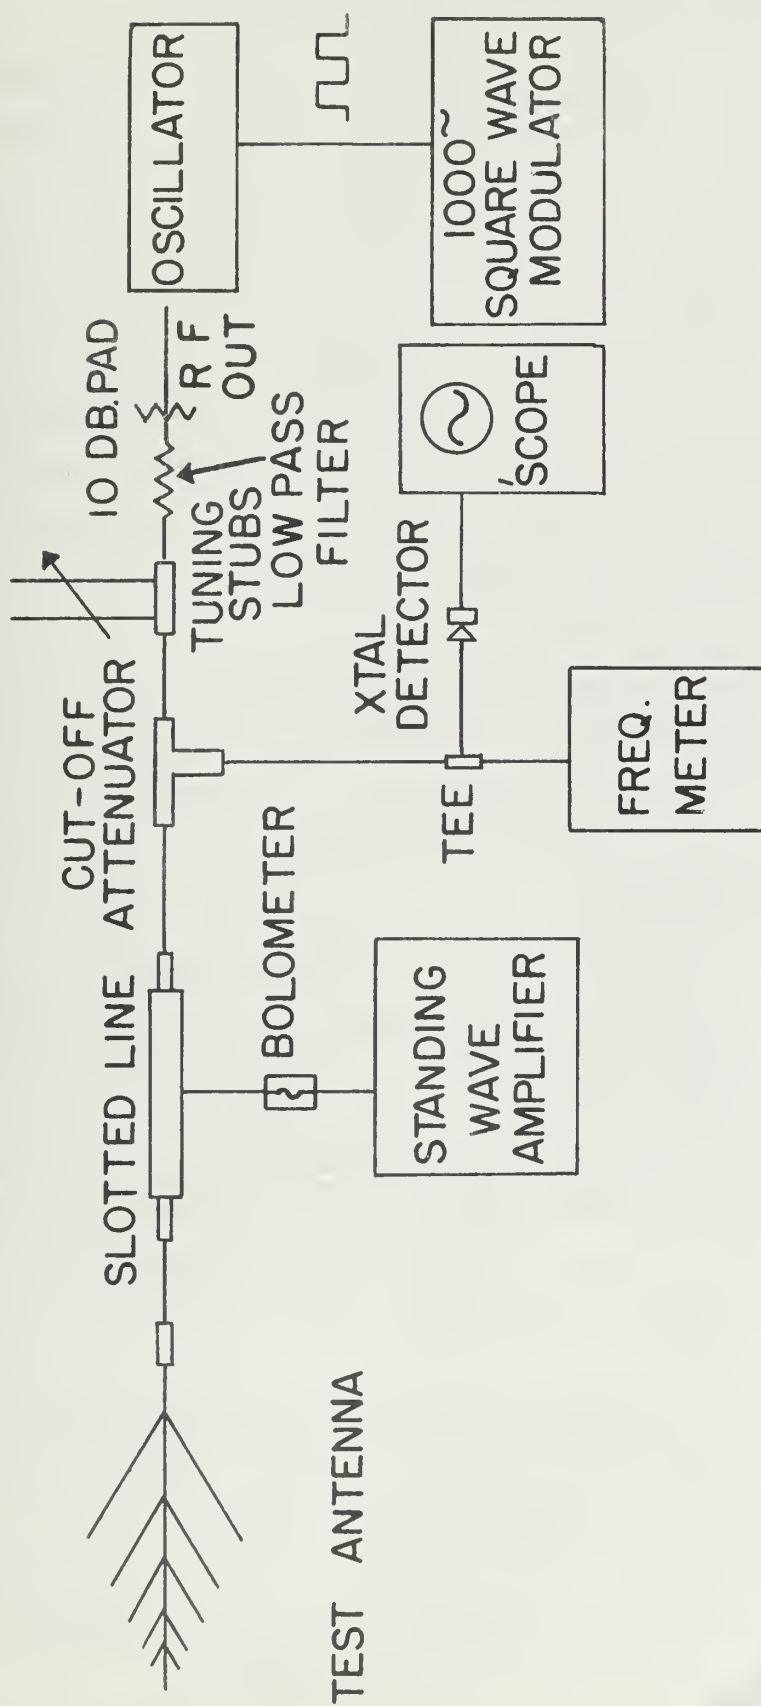 TEST ANTENNA
SLOTTED LINE
BOLOMETER
STANDING
WAVE
AMPLIFIER
CUT-OFF
ATTENUATOR
TEE
FREQ.
METER
XTAL
DETECTOR
'SCOPE
TUNING
STUBS
LOW PASS
FILTER
10 DB.PAD
R F
OUT
OSCILLATOR
1000~
SQUARE WAVE
MODULATOR